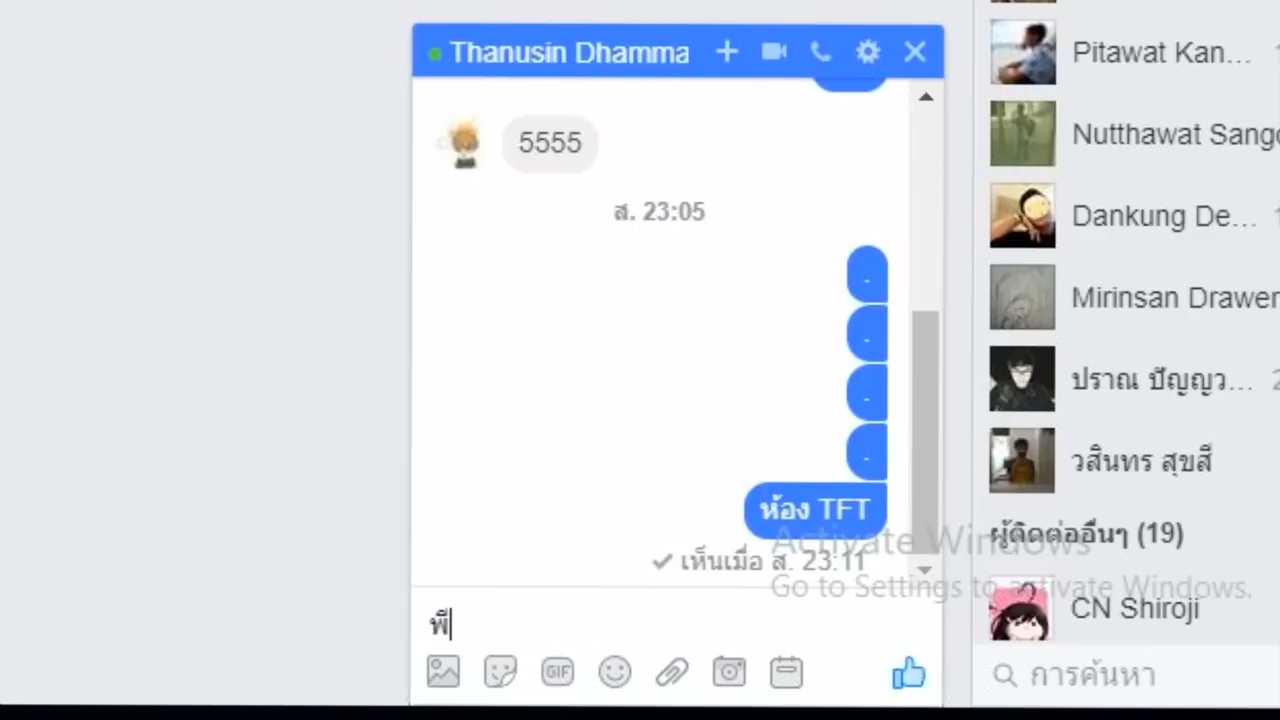 Thanusin Dhamma
5555
ส. 23:05
.
.
.
.
ห้อง TFT
เห็นเมื่อ ส. 23:11
พี
GIF
Pitawat Kan...
Nutthawat Sang
Dankung De...
Mirinsan Drawer
ปราณ ปัญญว...
วสินทร สุขสี
ผู้ติดต่ออื่นๆ (19)
CN Shiroji
การค้นหา
Activate Windows
Go to Settings to activate Windows.